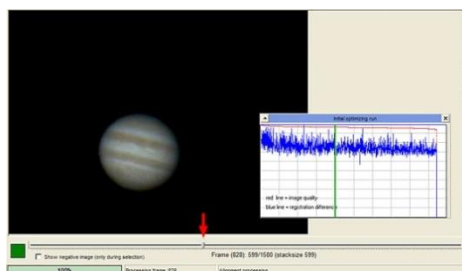 Initial optimizing run
red line = image quality
blue line = registration difference
Show negative image (only during selection)
Frame (828): 599/1500 (stacksize 599)
100%
Processing frame: 828
Alignment processing